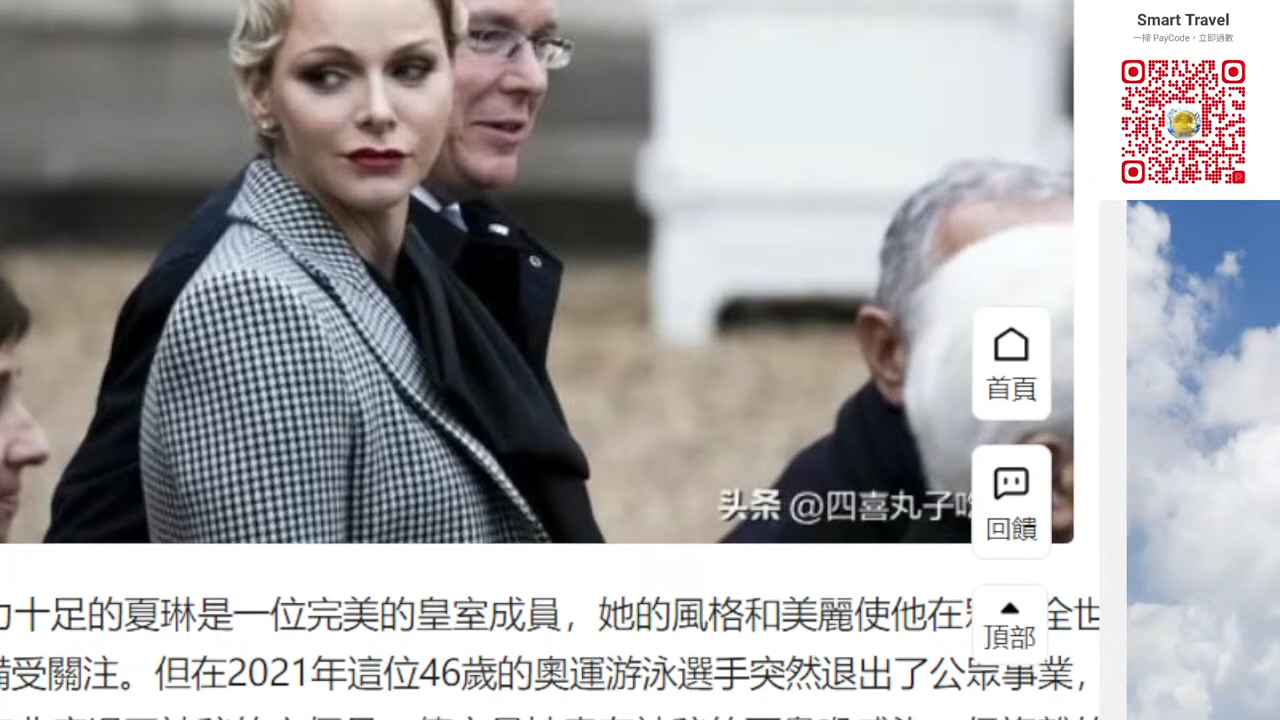 Smart Travel
一掃 PayCode，立即過數
首頁
回饋
头条 @四喜丸子
頂部
十足的夏琳是一位完美的皇室成員，她的風格和美麗使他在 全世
受關注。但在2021年這位46歲的奧運游泳選手突然退出了公眾事業，